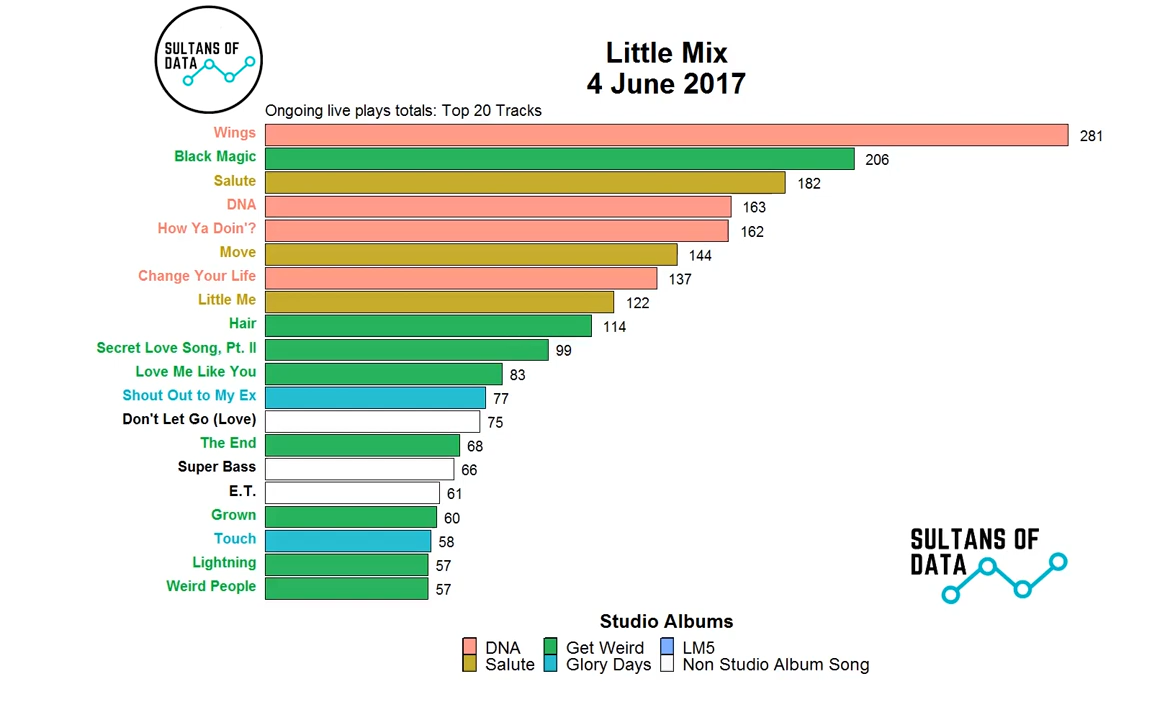 SULTANS OF
DATA
Little Mix
4 June 2017
Ongoing live plays totals: Top 20 Tracks
Wings 281
Black Magic 206
Salute 182
DNA 163
How Ya Doin'? 162
Move 144
Change Your Life 137
Little Me 122
Hair 114
Secret Love Song, Pt. II 99
Love Me Like You 83
Shout Out to My Ex 77
Don't Let Go (Love) 75
The End 68
Super Bass 66
E.T. 61
Grown 60
Touch 58
Lightning 57
Weird People 57
SULTANS OF
DATA
Studio Albums
DNA Get Weird LM5
Salute Glory Days Non Studio Album Song